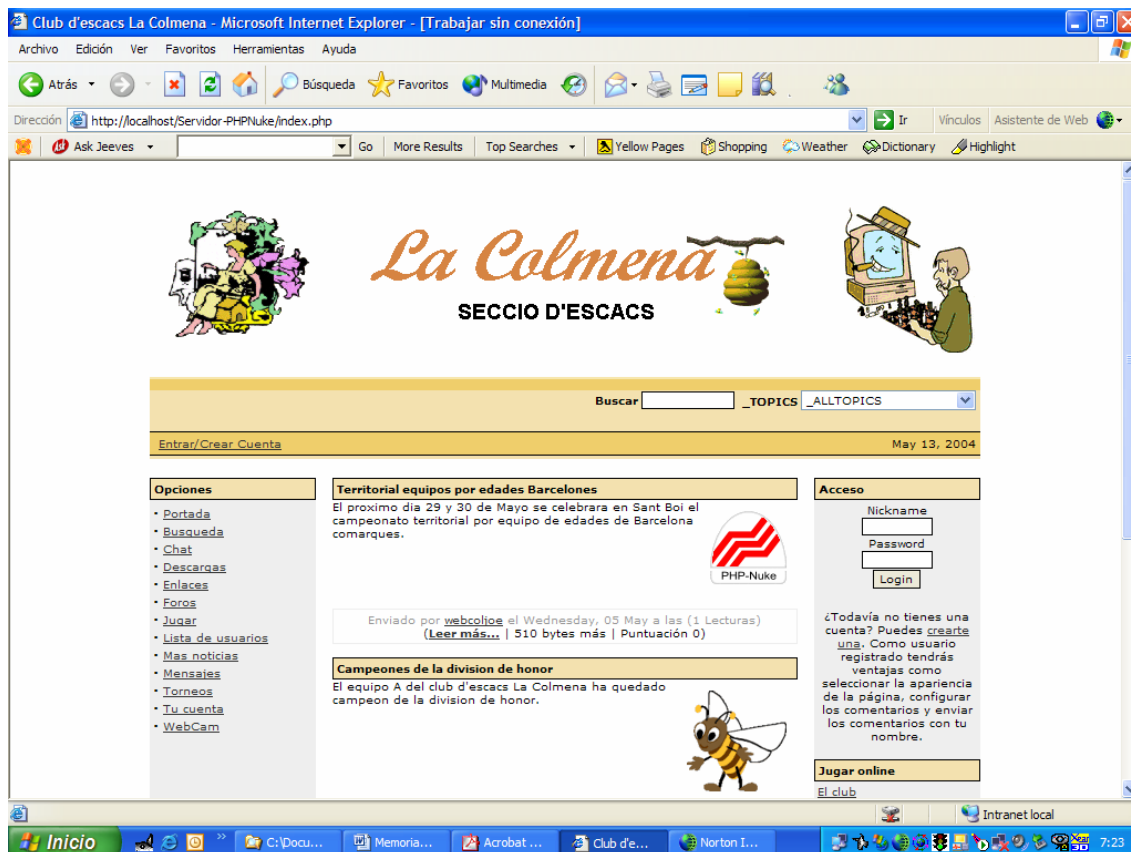 Club d'escacs La Colmena - Microsoft Internet Explorer - [Trabajar sin conexión]
Archivo Edición Ver Favoritos Herramientas Ayuda
Atrás Búsqueda Favoritos Multimedia
Dirección http://localhost/Servidor-PHPNuke/index.php Ir Vínculos Asistente de Web
Ask Jeeves Go More Results Top Searches Yellow Pages Shopping Weather Dictionary Highlight
La Colmena
SECCIO D'ESCACS
Buscar _TOPICS _ALLTOPICS
Entrar/Crear Cuenta May 13, 2004
Opciones
· Portada
· Busqueda
· Chat
· Descargas
· Enlaces
· Foros
· Jugar
· Lista de usuarios
· Mas noticias
· Mensajes
· Torneos
· Tu cuenta
· WebCam
Territorial equipos por edades Barcelones
El proximo dia 29 y 30 de Mayo se celebrara en Sant Boi el
campeonato territorial por equipo de edades de Barcelona
comarques.
PHP-Nuke
Enviado por webcoljoe el Wednesday, 05 May a las (1 Lecturas)
(Leer más... | 510 bytes más | Puntuación 0)
Campeones de la division de honor
El equipo A del club d'escacs La Colmena ha quedado
campeon de la division de honor.
Acceso
Nickname
Password
Login
¿Todavía no tienes una
cuenta? Puedes crearte
una. Como usuario
registrado tendrás
ventajas como
seleccionar la apariencia
de la página, configurar
los comentarios y enviar
los comentarios con tu
nombre.
Jugar online
El club
Intranet local
Inicio C:\Docu... Memoria... Acrobat ... Club d'e... Norton I... 7:23